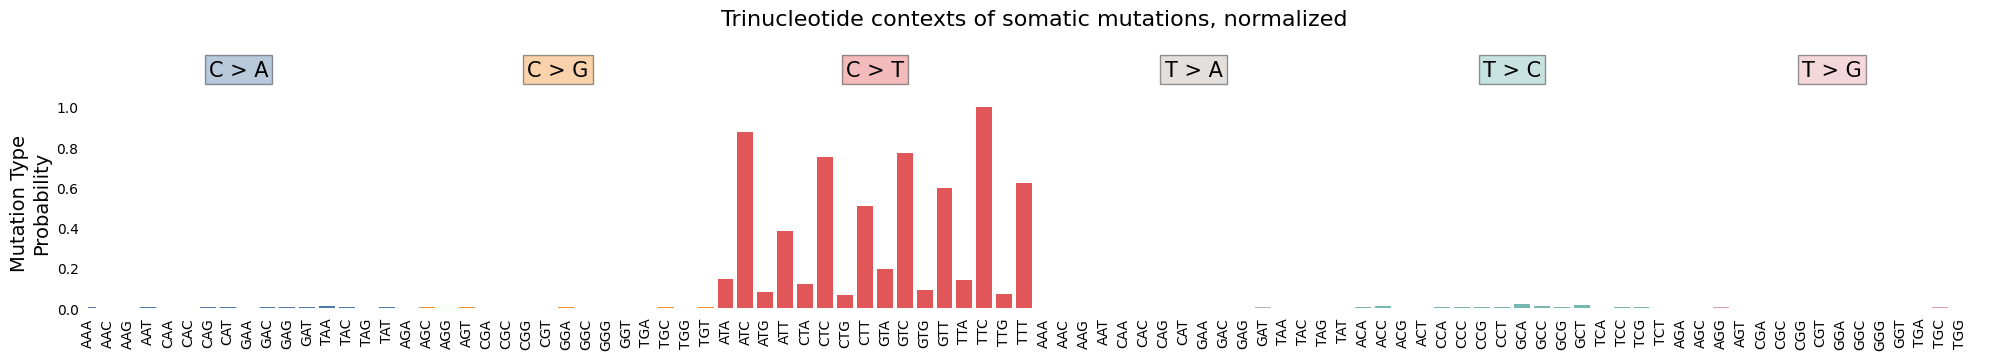 Trinucleotide contexts of somatic mutations, normalized
C > A
C > G
C > T
T > A
T > C
T > G
Mutation Type
Probability
1.0
0.8
0.6
0.4
0.2
0.0
AAA
AAC
AAG
AAT
CAA
CAC
CAG
CAT
GAA
GAC
GAG
GAT
TAA
TAC
TAG
TAT
AGA
AGC
AGG
AGT
CGA
CGC
CGG
CGT
GGA
GGC
GGG
GGT
TGA
TGC
TGG
TGT
ATA
ATC
ATG
ATT
CTA
CTC
CTG
CTT
GTA
GTC
GTG
GTT
TTA
TTC
TTG
TTT
AAA
AAC
AAG
AAT
CAA
CAC
CAG
CAT
GAA
GAC
GAG
GAT
TAA
TAC
TAG
TAT
ACA
ACC
ACG
ACT
CCA
CCC
CCG
CCT
GCA
GCC
GCG
GCT
TCA
TCC
TCG
TCT
AGA
AGC
AGG
AGT
CGA
CGC
CGG
CGT
GGA
GGC
GGG
GGT
TGA
TGC
TGG